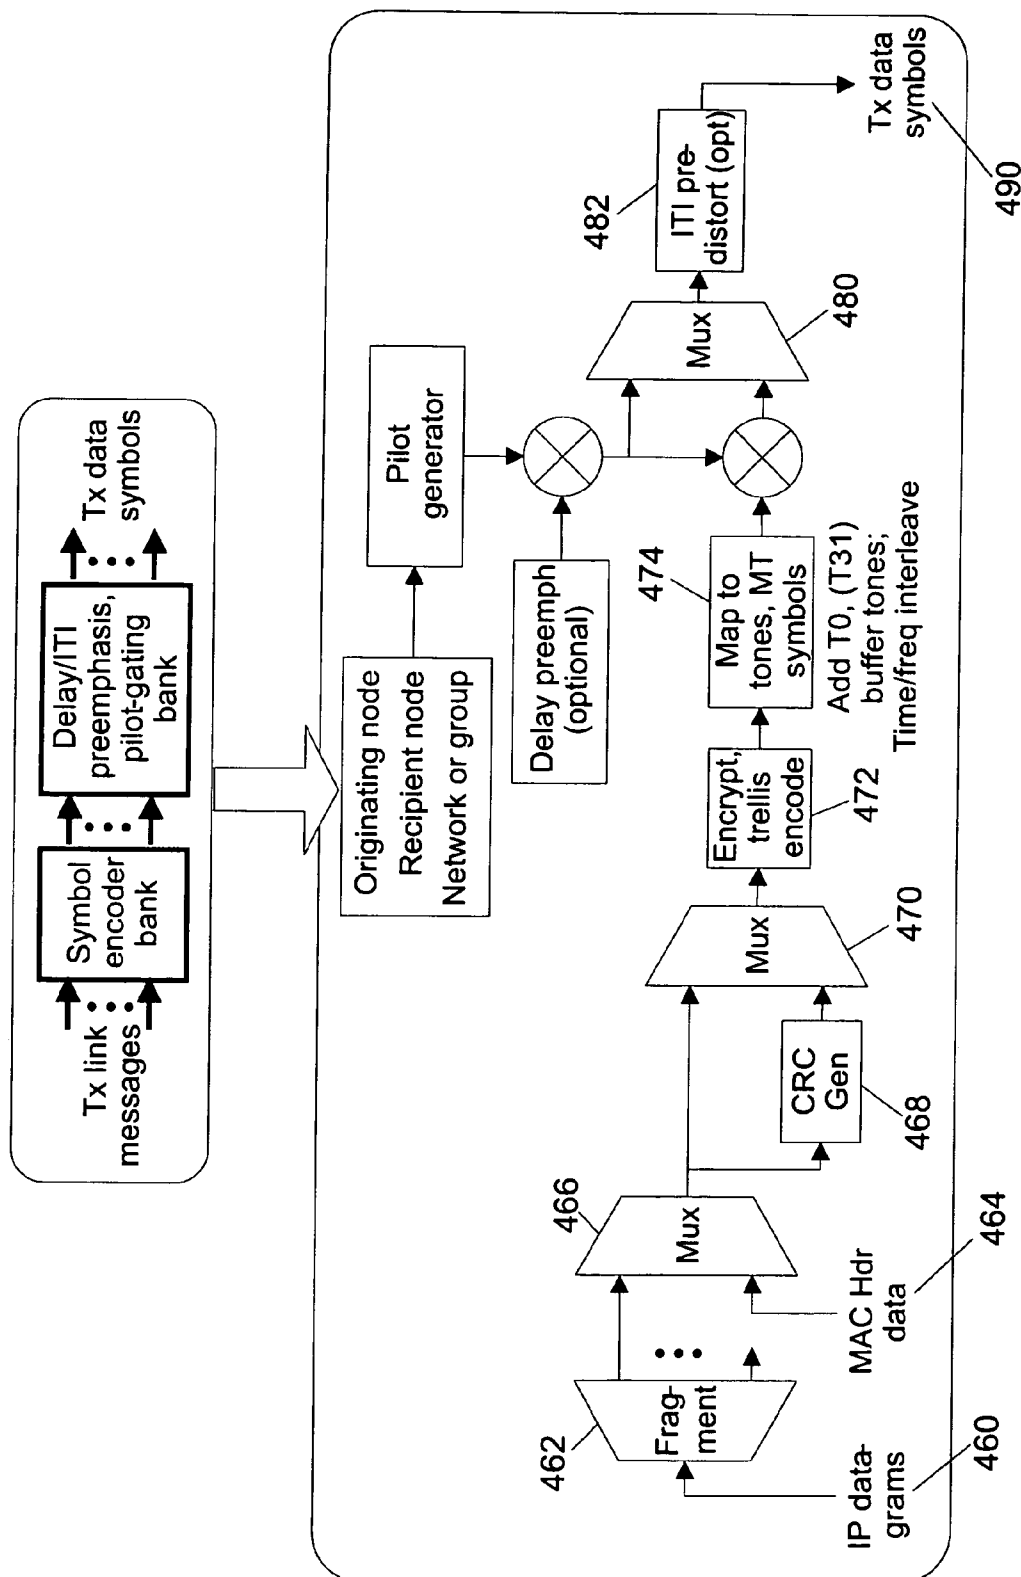 Tx link
messages
Symbol
encoder
bank
Delay/ITI
preemphasis,
pilot-gating
bank
Tx data
symbols
Originating node
Recipient node
Network or group
Pilot
generator
Delay preemph
(optional)
IP data-
grams
460
462
Frag-
ment
MAC Hdr
data
464
466
Mux
CRC
Gen
468
Mux
470
Encrypt,
trellis
encode
472
474
Map to
tones, MT
symbols
Add T0, (T31)
buffer tones;
Time/freq interleave
Mux
480
482
ITI pre-
distort (opt)
Tx data
symbols
490